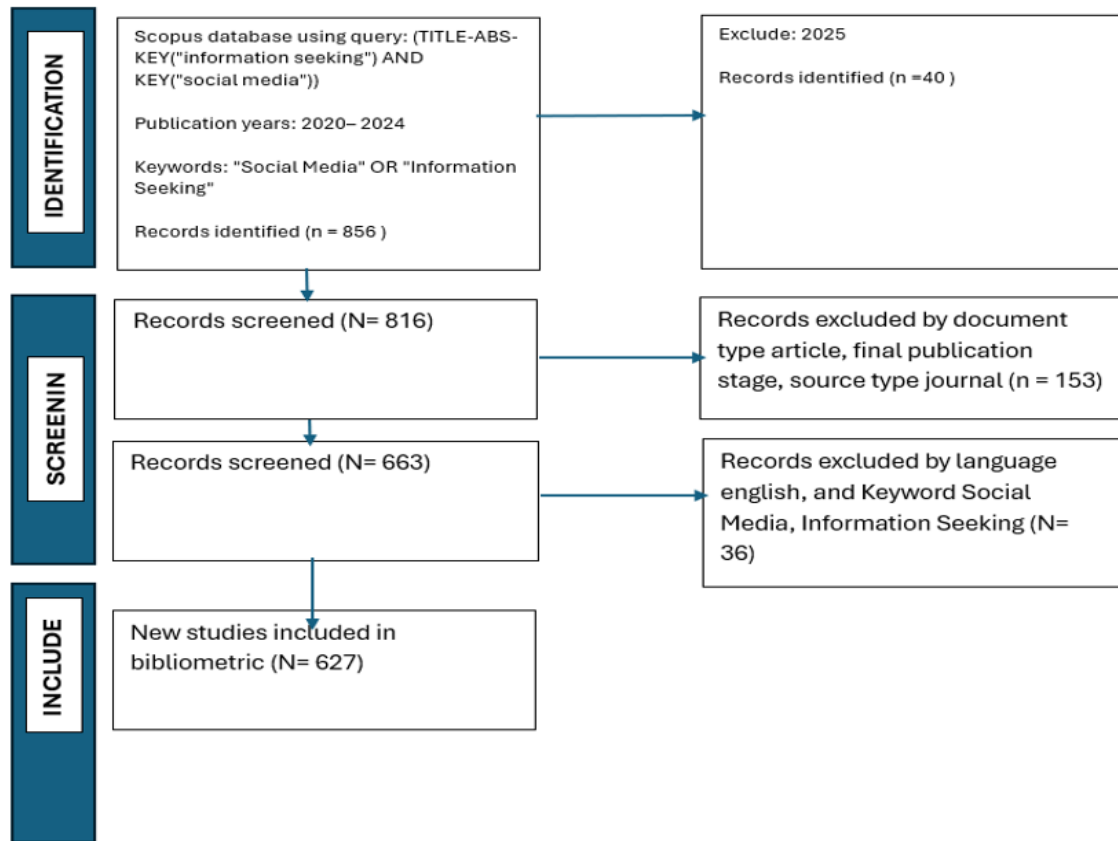 IDENTIFICATION
Scopus database using query: (TITLE-ABS-
KEY("information seeking") AND
KEY("social media"))
Publication years: 2020– 2024
Keywords: "Social Media" OR "Information
Seeking"
Records identified (n = 856 )
Exclude: 2025
Records identified (n =40 )
SCREENIN
Records screened (N= 816)
Records excluded by document
type article, final publication
stage, source type journal (n = 153)
Records screened (N= 663)
Records excluded by language
english, and Keyword Social
Media, Information Seeking (N=
36)
INCLUDE
New studies included in
bibliometric (N= 627)